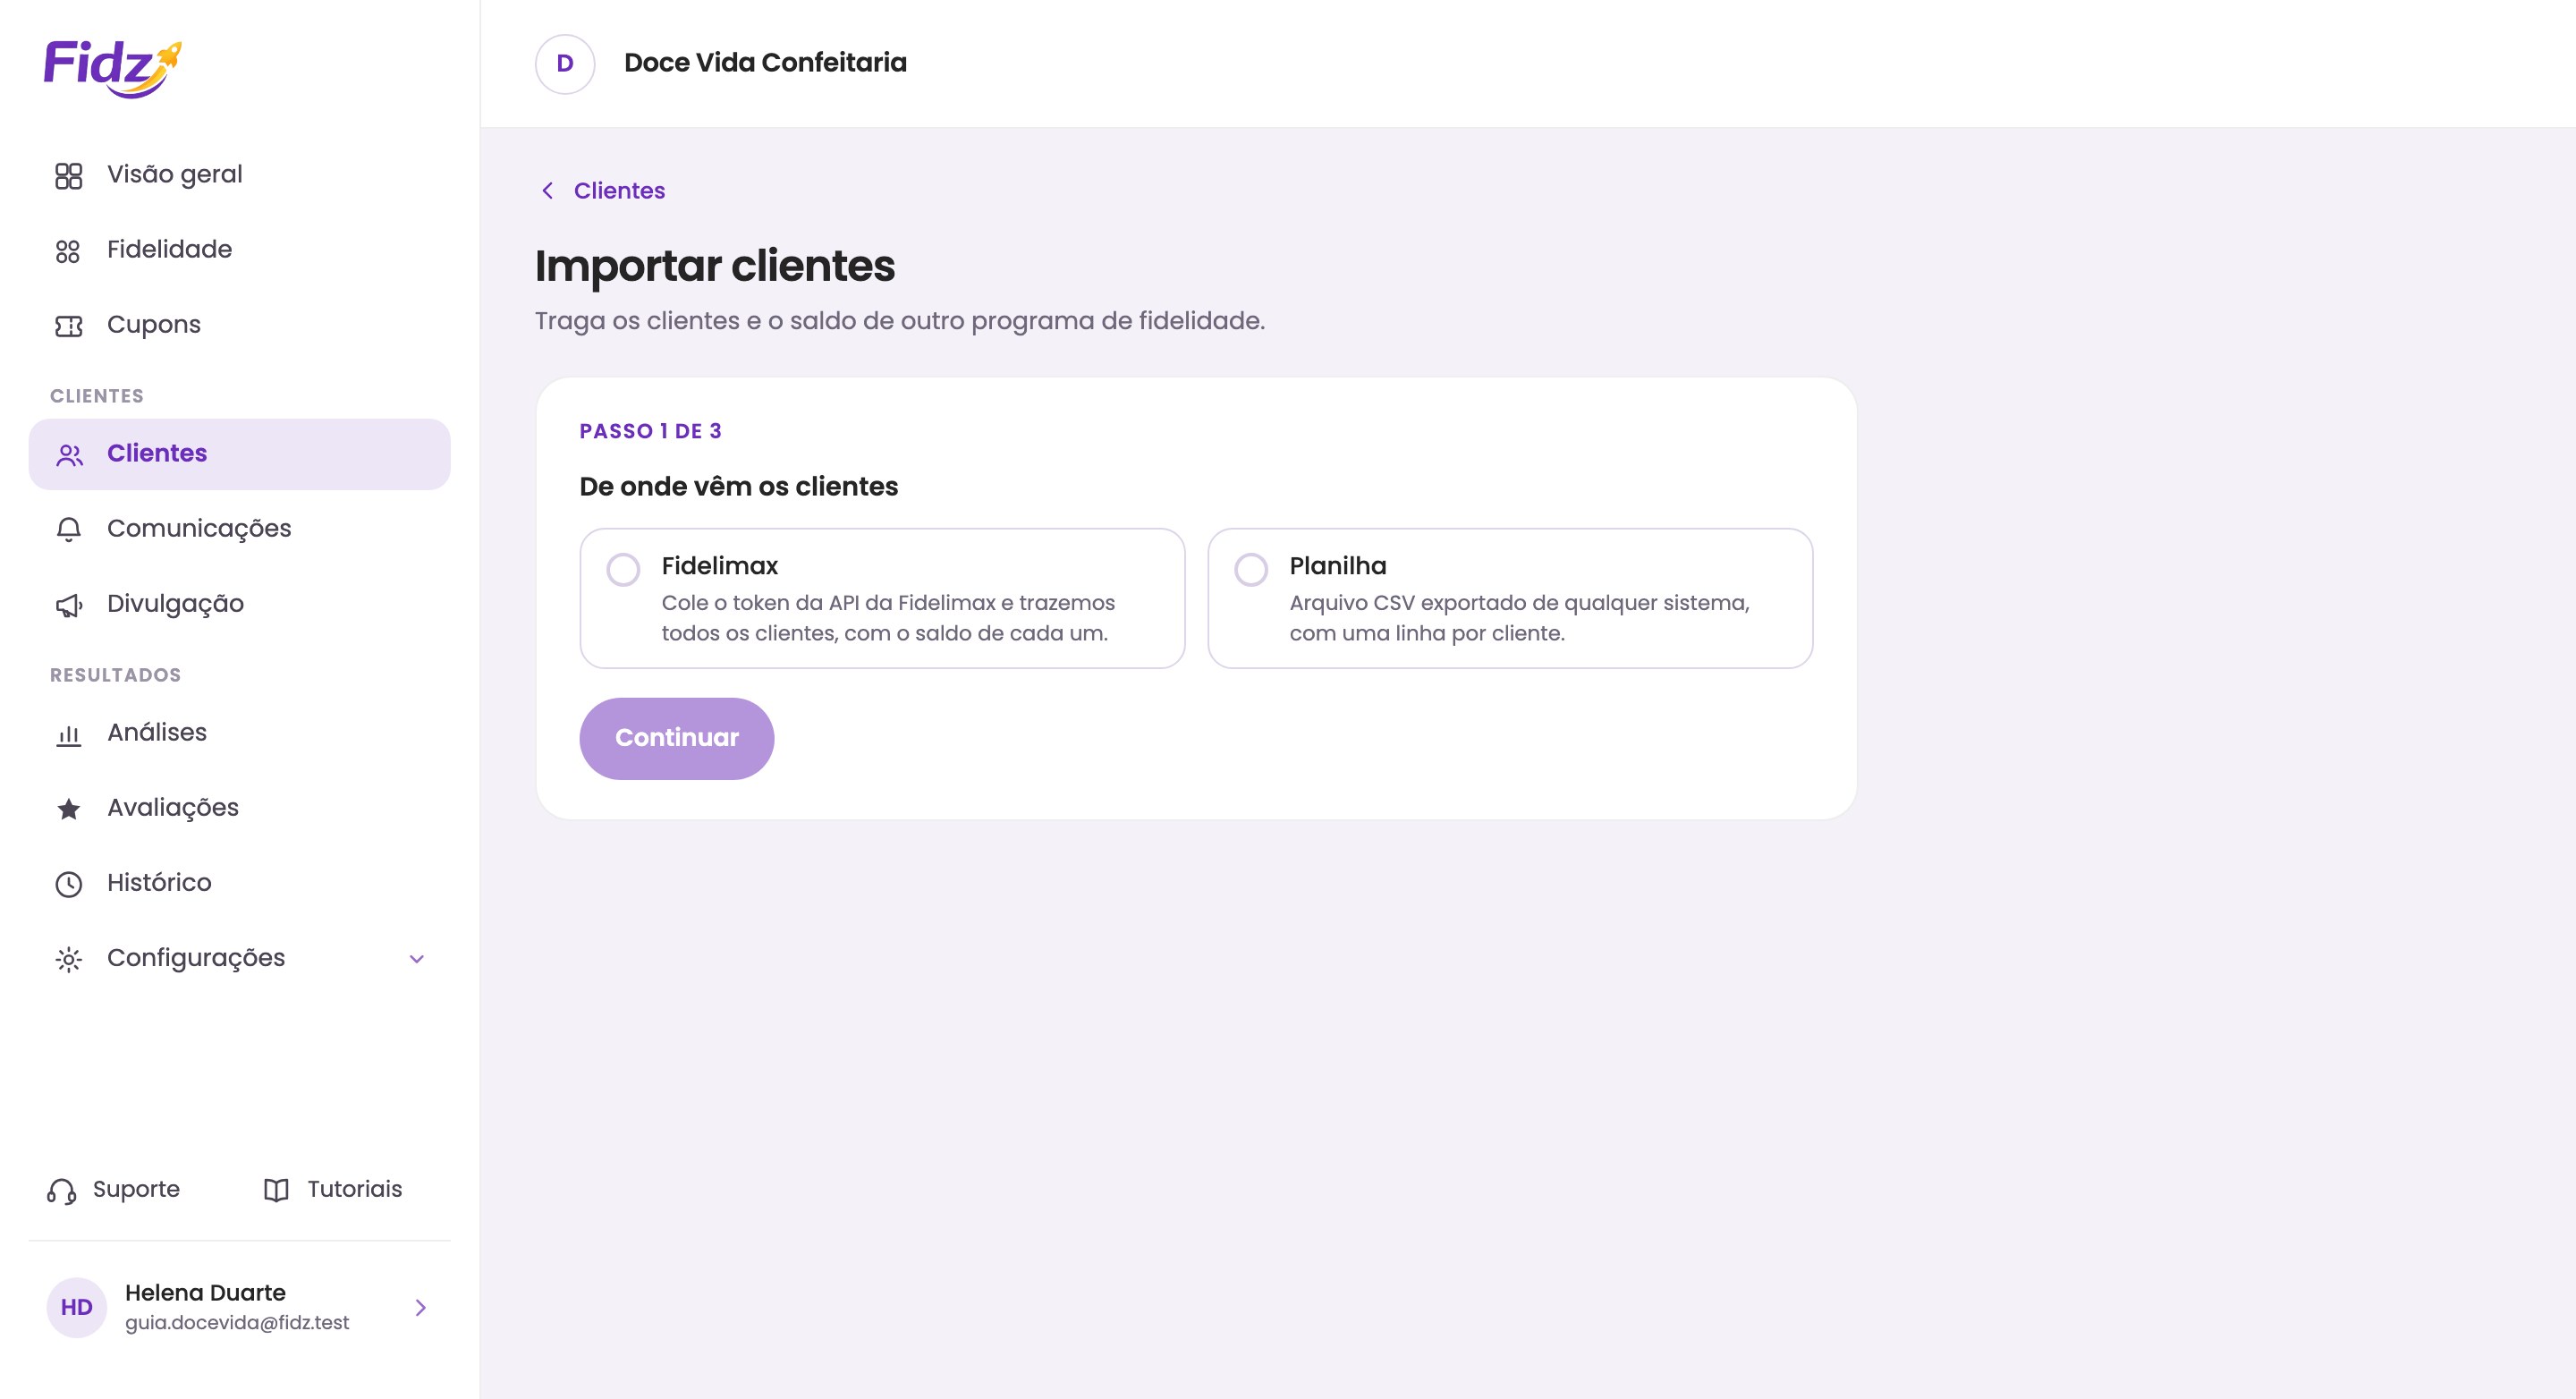 Fidz
Visão geral
Fidelidade
Cupons
CLIENTES
Clientes
Comunicações
Divulgação
RESULTADOS
Análises
Avaliações
Histórico
Configurações
Suporte
Tutoriais
HD
Helena Duarte
guia.docevida@fidz.test
D
Doce Vida Confeitaria
Clientes
Importar clientes
Traga os clientes e o saldo de outro programa de fidelidade.
PASSO 1 DE 3
De onde vêm os clientes
Fidelimax
Cole o token da API da Fidelimax e trazemos
todos os clientes, com o saldo de cada um.
Planilha
Arquivo CSV exportado de qualquer sistema,
com uma linha por cliente.
Continuar